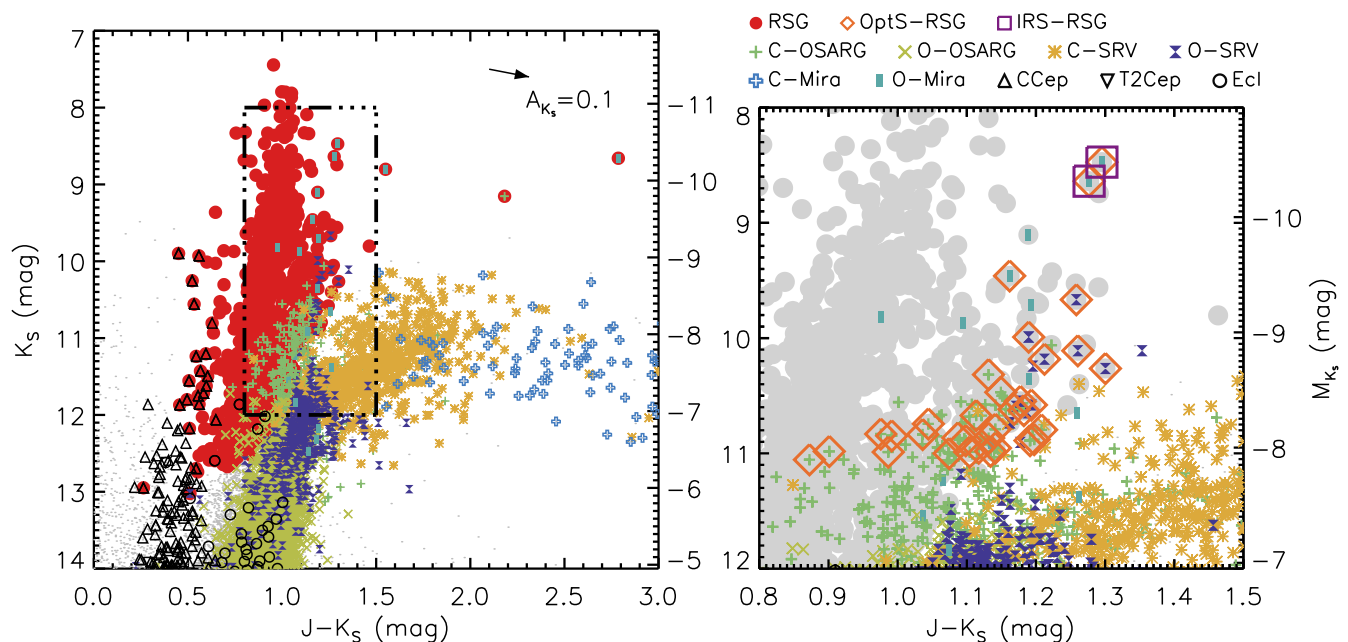 RSG OptS-RSG IRS-RSG
C-OSARG O-OSARG C-SRV O-SRV
C-Mira O-Mira CCep T2Cep Ecl
7
8
9
10
11
12
13
14
K_S (mag)
0.0 0.5 1.0 1.5 2.0 2.5 3.0
J-K_S (mag)
A_{K_s}=0.1
-11
-10
-9
-8
-7
-6
-5
8
9
10
11
12
0.8 0.9 1.0 1.1 1.2 1.3 1.4 1.5
J-K_S (mag)
-10
-9
-8
-7
M_{K_s} (mag)